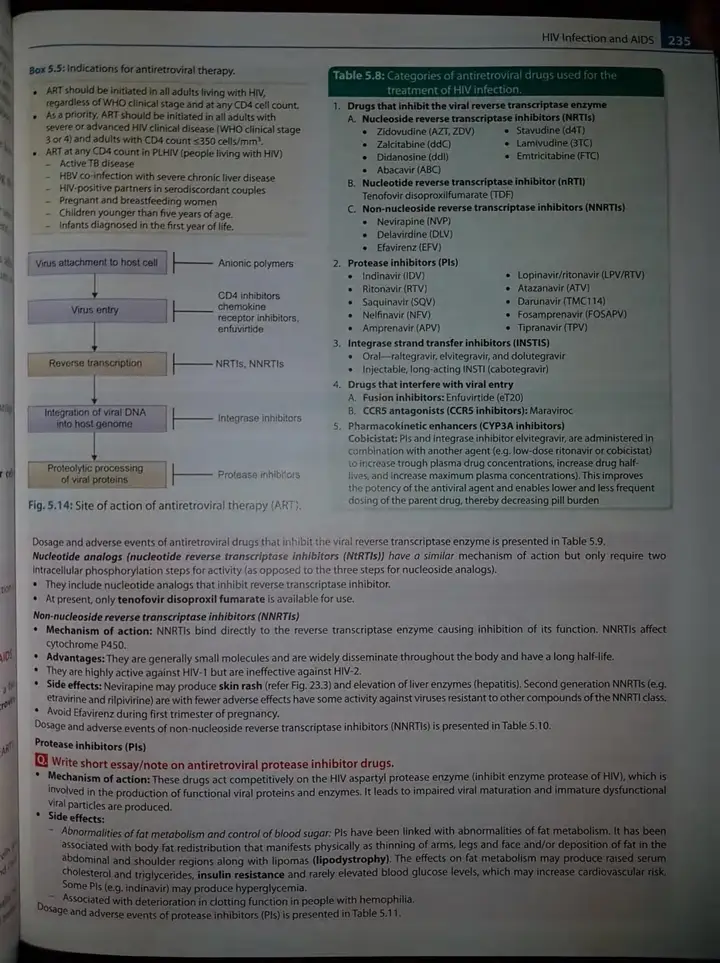 HIV Infection and AIDS 235
Box 5.5: Indications for antiretroviral therapy.
• ART should be initiated in all adults living with HIV,
regardless of WHO clinical stage and at any CD4 cell count.
• As a priority, ART should be initiated in all adults with
severe or advanced HIV clinical disease (WHO clinical stage
3 or 4) and adults with CD4 count ≤350 cells/mm³.
• ART at any CD4 count in PLHIV (people living with HIV)
– Active TB disease
– HBV co-infection with severe chronic liver disease
– HIV-positive partners in serodiscordant couples
– Pregnant and breastfeeding women
– Children younger than five years of age.
– Infants diagnosed in the first year of life.
Virus attachment to host cell
Anionic polymers
Virus entry
CD4 inhibitors
chemokine
receptor inhibitors,
enfuvirtide
Reverse transcription
NRTIs, NNRTIs
Integration of viral DNA
into host genome
Integrase inhibitors
Proteolytic processing
of viral proteins
Protease inhibitors
Fig. 5.14: Site of action of antiretroviral therapy (ART).
Table 5.8: Categories of antiretroviral drugs used for the
treatment of HIV infection.
1. Drugs that inhibit the viral reverse transcriptase enzyme
A. Nucleoside reverse transcriptase inhibitors (NRTIs)
• Zidovudine (AZT, ZDV) • Stavudine (d4T)
• Zalcitabine (ddC) • Lamivudine (3TC)
• Didanosine (ddI) • Emtricitabine (FTC)
• Abacavir (ABC)
B. Nucleotide reverse transcriptase inhibitor (nRTI)
Tenofovir disoproxilfumarate (TDF)
C. Non-nucleoside reverse transcriptase inhibitors (NNRTIs)
• Nevirapine (NVP)
• Delavirdine (DLV)
• Efavirenz (EFV)
2. Protease inhibitors (PIs)
• Indinavir (IDV) • Lopinavir/ritonavir (LPV/RTV)
• Ritonavir (RTV) • Atazanavir (ATV)
• Saquinavir (SQV) • Darunavir (TMC114)
• Nelfinavir (NFV) • Fosamprenavir (FOSAPV)
• Amprenavir (APV) • Tipranavir (TPV)
3. Integrase strand transfer inhibitors (INSTIS)
• Oral—raltegravir, elvitegravir, and dolutegravir
• Injectable, long-acting INSTI (cabotegravir)
4. Drugs that interfere with viral entry
A. Fusion inhibitors: Enfuvirtide (eT20)
B. CCR5 antagonists (CCR5 inhibitors): Maraviroc
5. Pharmacokinetic enhancers (CYP3A inhibitors)
Cobicistat: PIs and integrase inhibitor elvitegravir, are administered in
combination with another agent (e.g. low-dose ritonavir or cobicistat)
to increase trough plasma drug concentrations, increase drug half-
lives, and increase maximum plasma concentrations). This improves
the potency of the antiviral agent and enables lower and less frequent
dosing of the parent drug, thereby decreasing pill burden
Dosage and adverse events of antiretroviral drugs that inhibit the viral reverse transcriptase enzyme is presented in Table 5.9.
Nucleotide analogs (nucleotide reverse transcriptase inhibitors (NtRTIs)) have a similar mechanism of action but only require two
intracellular phosphorylation steps for activity (as opposed to the three steps for nucleoside analogs).
• They include nucleotide analogs that inhibit reverse transcriptase inhibitor.
• At present, only tenofovir disoproxil fumarate is available for use.
Non-nucleoside reverse transcriptase inhibitors (NNRTIs)
• Mechanism of action: NNRTIs bind directly to the reverse transcriptase enzyme causing inhibition of its function. NNRTIs affect
cytochrome P450.
• Advantages: They are generally small molecules and are widely disseminate throughout the body and have a long half-life.
• They are highly active against HIV-1 but are ineffective against HIV-2.
• Side effects: Nevirapine may produce skin rash (refer Fig. 23.3) and elevation of liver enzymes (hepatitis). Second generation NNRTIs (e.g.
etravirine and rilpivirine) are with fewer adverse effects have some activity against viruses resistant to other compounds of the NNRTI class.
• Avoid Efavirenz during first trimester of pregnancy.
Dosage and adverse events of non-nucleoside reverse transcriptase inhibitors (NNRTIs) is presented in Table 5.10.
Protease inhibitors (PIs)
Q. Write short essay/note on antiretroviral protease inhibitor drugs.
• Mechanism of action: These drugs act competitively on the HIV aspartyl protease enzyme (inhibit enzyme protease of HIV), which is
involved in the production of functional viral proteins and enzymes. It leads to impaired viral maturation and immature dysfunctional
viral particles are produced.
• Side effects:
– Abnormalities of fat metabolism and control of blood sugar: PIs have been linked with abnormalities of fat metabolism. It has been
associated with body fat redistribution that manifests physically as thinning of arms, legs and face and/or deposition of fat in the
abdominal and shoulder regions along with lipomas (lipodystrophy). The effects on fat metabolism may produce raised serum
cholesterol and triglycerides, insulin resistance and rarely elevated blood glucose levels, which may increase cardiovascular risk.
Some PIs (e.g. indinavir) may produce hyperglycemia.
– Associated with deterioration in clotting function in people with hemophilia.
Dosage and adverse events of protease inhibitors (PIs) is presented in Table 5.11.